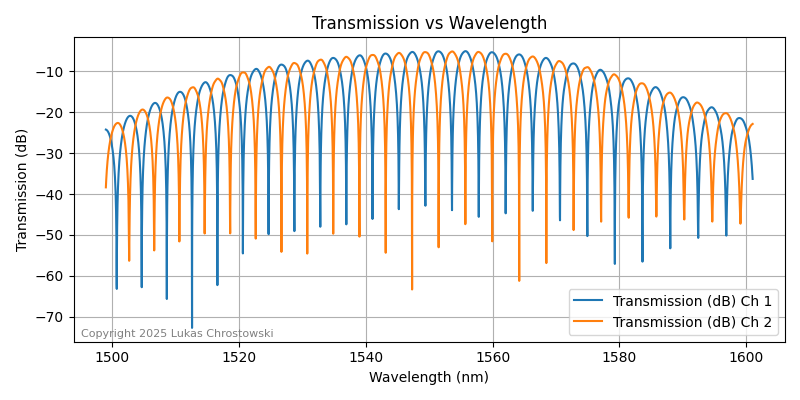 Transmission vs Wavelength
Transmission (dB)
−10
−20
−30
−40
−50
−60
−70
Copyright 2025 Lukas Chrostowski
Transmission (dB) Ch 1
Transmission (dB) Ch 2
1500
1520
1540
1560
1580
1600
Wavelength (nm)